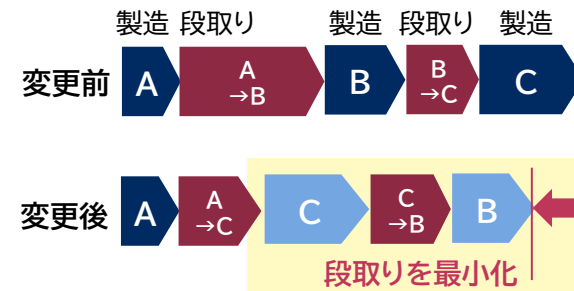 製造 段取り 製造 段取り 製造
変更前 A A→B B B→C C
変更後 A A→C C C→B B
段取りを最小化